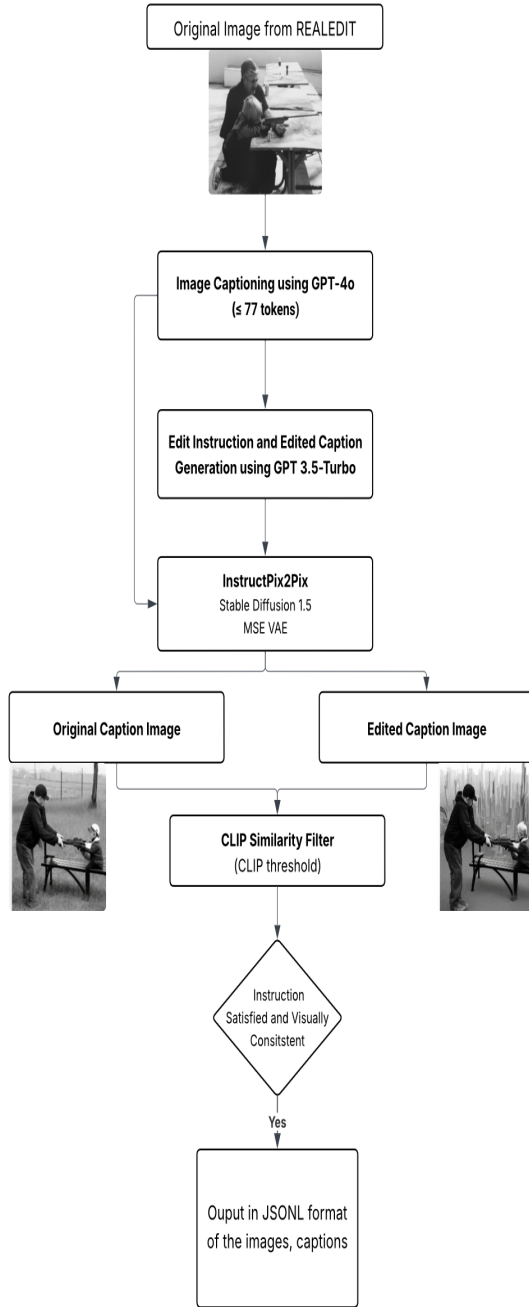 Original Image from REALEDIT
Image Captioning using GPT-4o
(≤ 77 tokens)
Edit Instruction and Edited Caption
Generation using GPT 3.5-Turbo
InstructPix2Pix
Stable Diffusion 1.5
MSE VAE
Original Caption Image
Edited Caption Image
CLIP Similarity Filter
(CLIP threshold)
Instruction
Satisfied and Visually
Consitstent
Yes
Ouput in JSONL format
of the images, captions